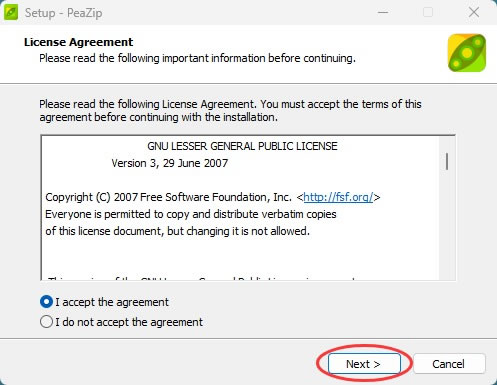 Setup - PeaZip
License Agreement
Please read the following important information before continuing.
Please read the following License Agreement. You must accept the terms of this
agreement before continuing with the installation.
GNU LESSER GENERAL PUBLIC LICENSE
Version 3, 29 June 2007
Copyright (C) 2007 Free Software Foundation, Inc. <http://fsf.org/>
Everyone is permitted to copy and distribute verbatim copies
of this license document, but changing it is not allowed.
I accept the agreement
I do not accept the agreement
Next >
Cancel